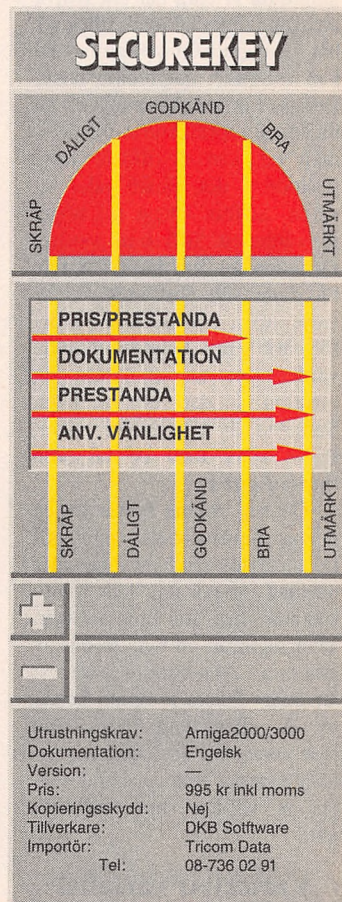 SECUREKEY
SKRÄP
DÅLIGT
GODKÄND
BRA
UTMÄRKT
PRIS/PRESTANDA
DOKUMENTATION
PRESTANDA
ANV. VÄNLIGHET
SKRÄP
DÅLIGT
GODKÄND
BRA
UTMÄRKT
+
—
Utrustningskrav: Amiga2000/3000
Dokumentation: Engelsk
Version: —
Pris: 995 kr inkl moms
Kopieringsskydd: Nej
Tillverkare: DKB Sotftware
Importör: Tricom Data
Tel: 08-736 02 91